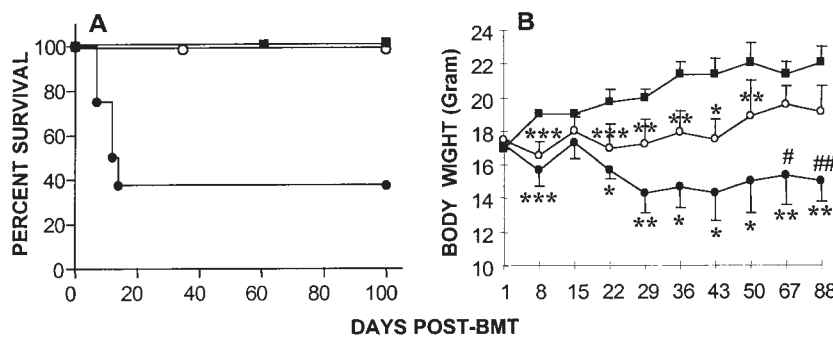 A
B
PERCENT SURVIVAL
100
80
60
40
20
0
0 20 40 60 80 100
BODY WIGHT (Gram)
24
22
20
18
16
14
12
10
*** *** ** ** * **
# ##
*** * ** * * * ** **
1 8 15 22 29 36 43 50 67 88
DAYS POST-BMT